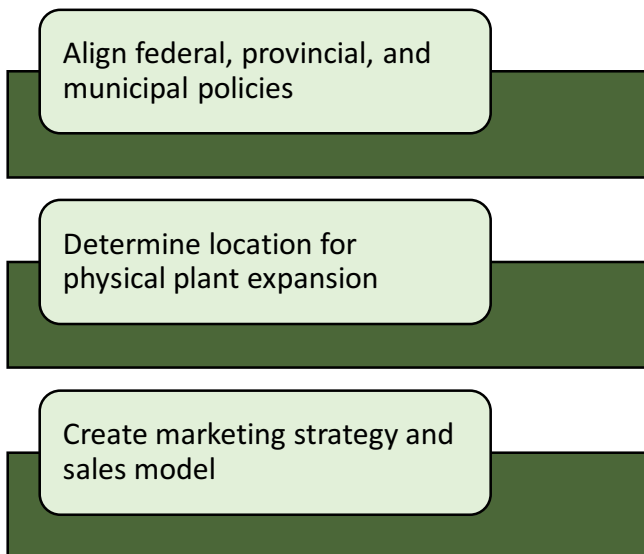 Align federal, provincial, and
municipal policies
Determine location for
physical plant expansion
Create marketing strategy and
sales model